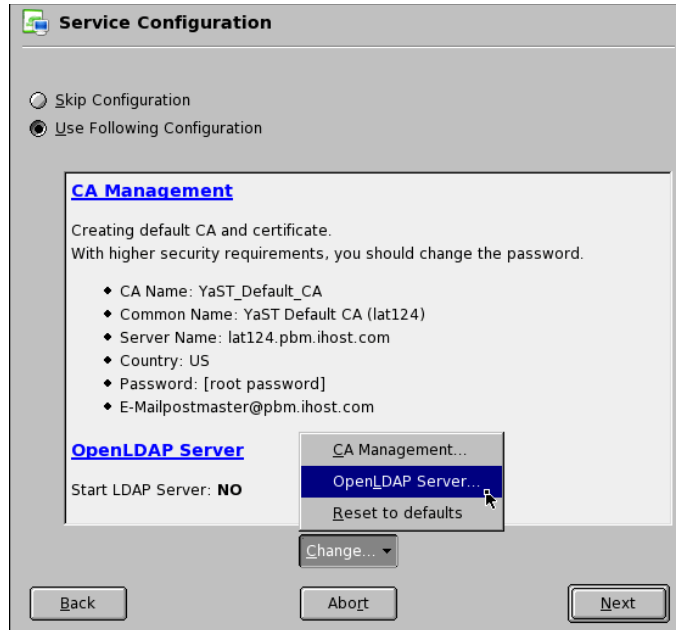 Service Configuration
Skip Configuration
Use Following Configuration
CA Management
Creating default CA and certificate.
With higher security requirements, you should change the password.
CA Name: YaST_Default_CA
Common Name: YaST Default CA (lat124)
Server Name: lat124.pbm.ihost.com
Country: US
Password: [root password]
E-Mailpostmaster@pbm.ihost.com
OpenLDAP Server
Start LDAP Server: NO
CA Management...
OpenLDAP Server...
Reset to defaults
Change...
Back
Abort
Next